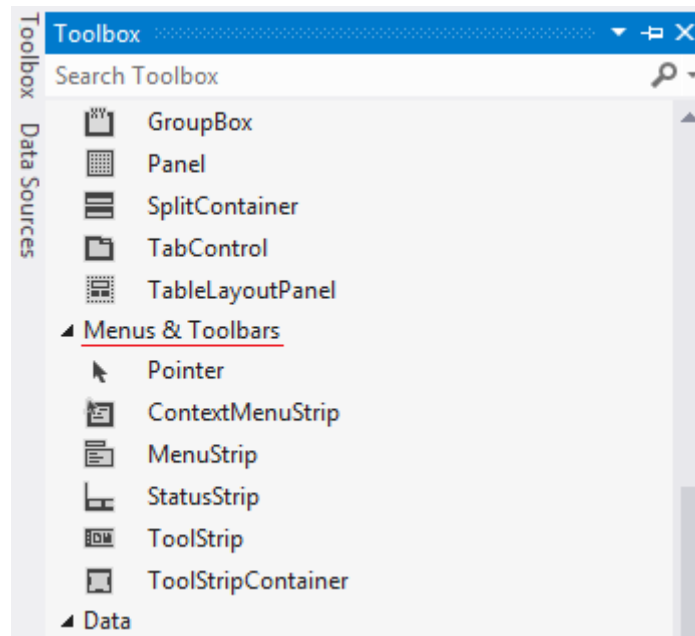 Toolbox
Data Sources
Toolbox
Search Toolbox
GroupBox
Panel
SplitContainer
TabControl
TableLayoutPanel
Menus & Toolbars
Pointer
ContextMenuStrip
MenuStrip
StatusStrip
ToolStrip
ToolStripContainer
Data